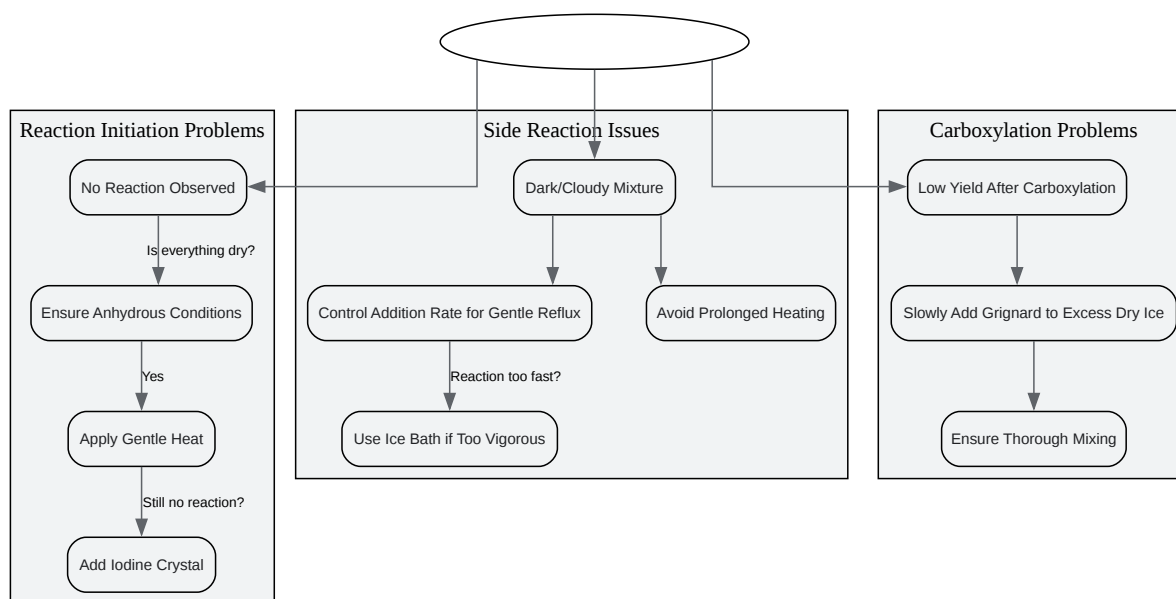 Reaction Initiation Problems
No Reaction Observed
Is everything dry?
Ensure Anhydrous Conditions
Yes
Apply Gentle Heat
Still no reaction?
Add Iodine Crystal
Side Reaction Issues
Dark/Cloudy Mixture
Control Addition Rate for Gentle Reflux
Avoid Prolonged Heating
Reaction too fast?
Use Ice Bath if Too Vigorous
Carboxylation Problems
Low Yield After Carboxylation
Slowly Add Grignard to Excess Dry Ice
Ensure Thorough Mixing